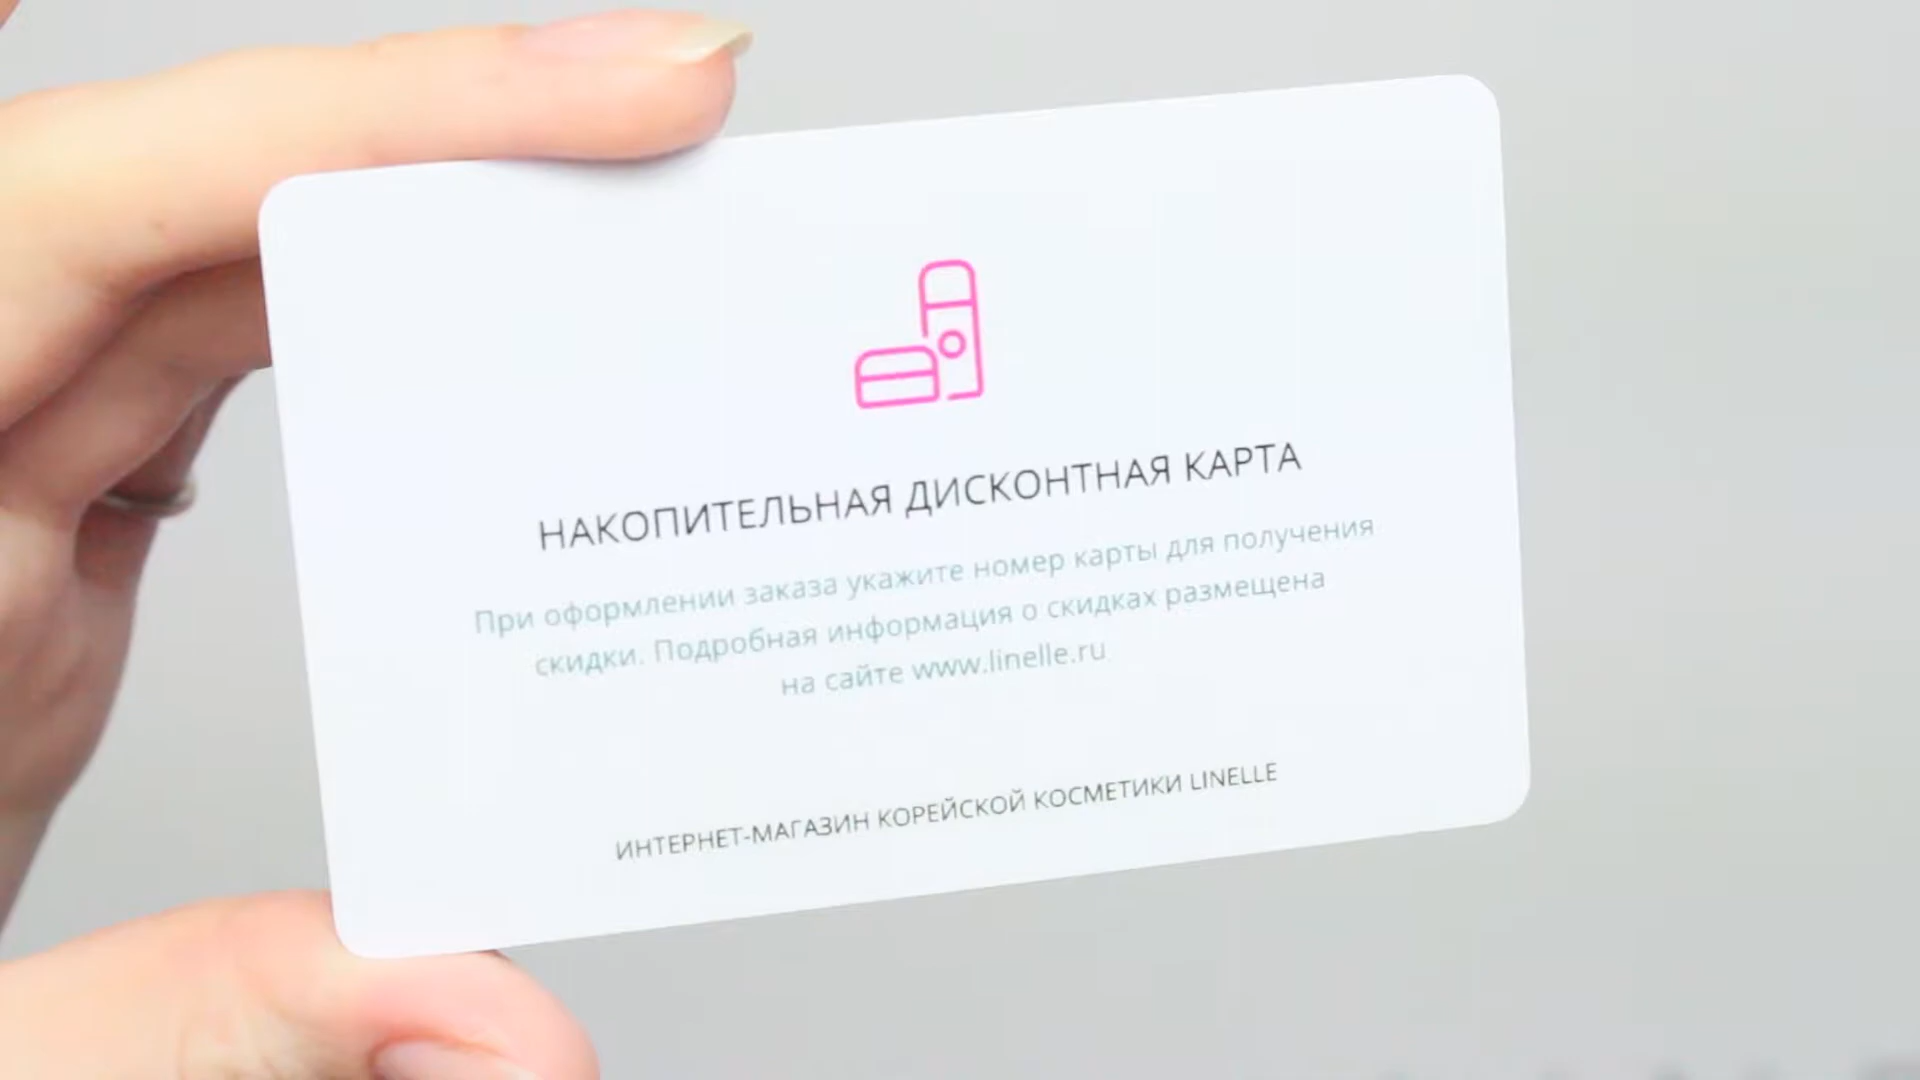 НАКОПИТЕЛЬНАЯ ДИСКОНТНАЯ КАРТА
При оформлении заказа укажите номер карты для получения
скидки. Подробная информация о скидках размещена
на сайте www.linelle.ru
ИНТЕРНЕТ-МАГАЗИН КОРЕЙСКОЙ КОСМЕТИКИ LINELLE